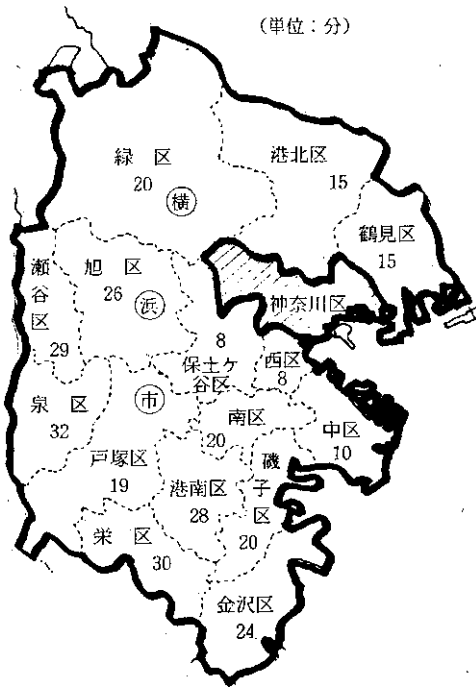 (単位：分)
緑区
20
横
港北区
15
鶴見区
15
神奈川区
瀬谷区
29
旭区
26
浜
8
保土ケ谷区
西区
8
泉区
32
市
南区
20
中区
10
戸塚区
19
港南区
28
磯子区
20
栄区
30
金沢区
24